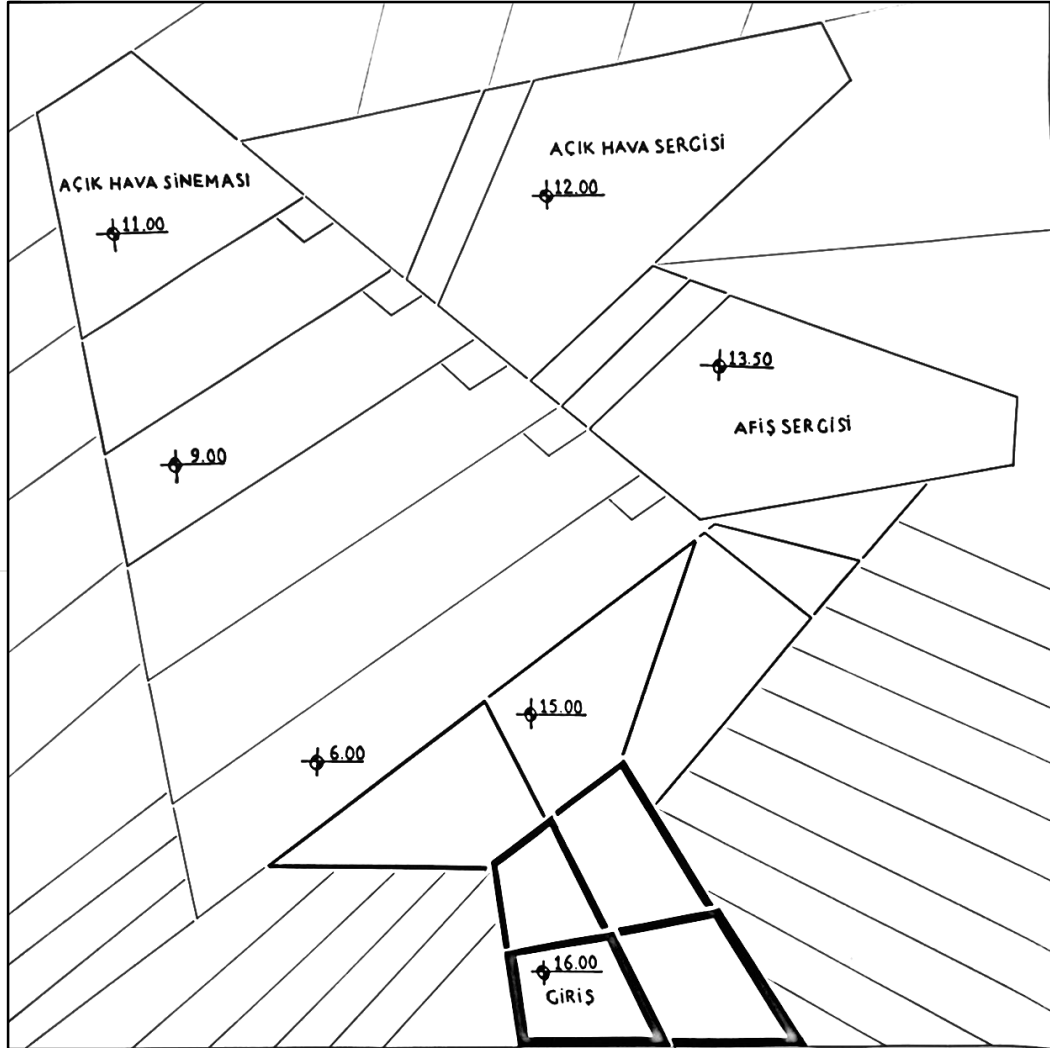 AÇIK HAVA SERGİSİ
12.00
AÇIK HAVA SİNEMASI
11.00
13.50
AFİŞ SERGİSİ
9.00
15.00
6.00
16.00
GİRİŞ